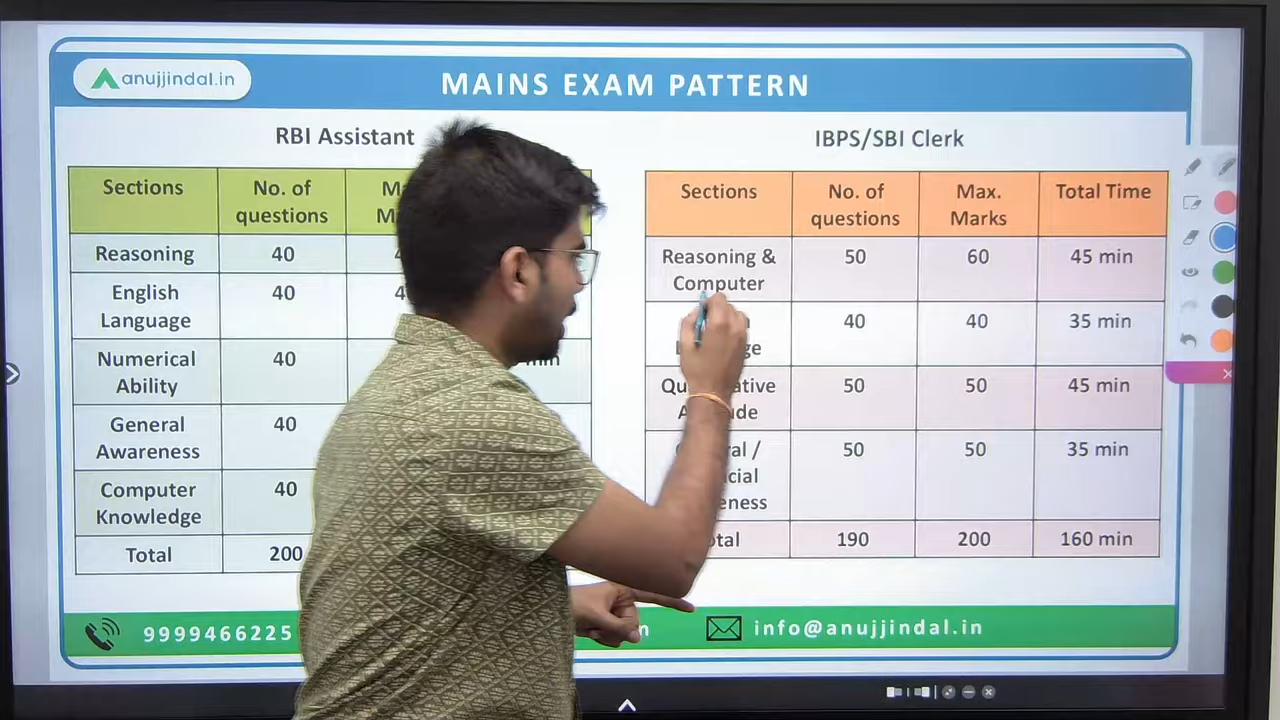 anujjindal.in
MAINS EXAM PATTERN
RBI Assistant
Sections
No. of
questions
Reasoning
40
English
Language
40
Numerical
Ability
40
General
Awareness
40
Computer
Knowledge
40
Total
200
IBPS/SBI Clerk
Sections
No. of
questions
Max.
Marks
Total Time
Reasoning &
Computer
50
60
45 min
40
40
35 min
50
50
45 min
/
50
50
35 min
190
200
160 min
9999466225
info@anujjindal.in